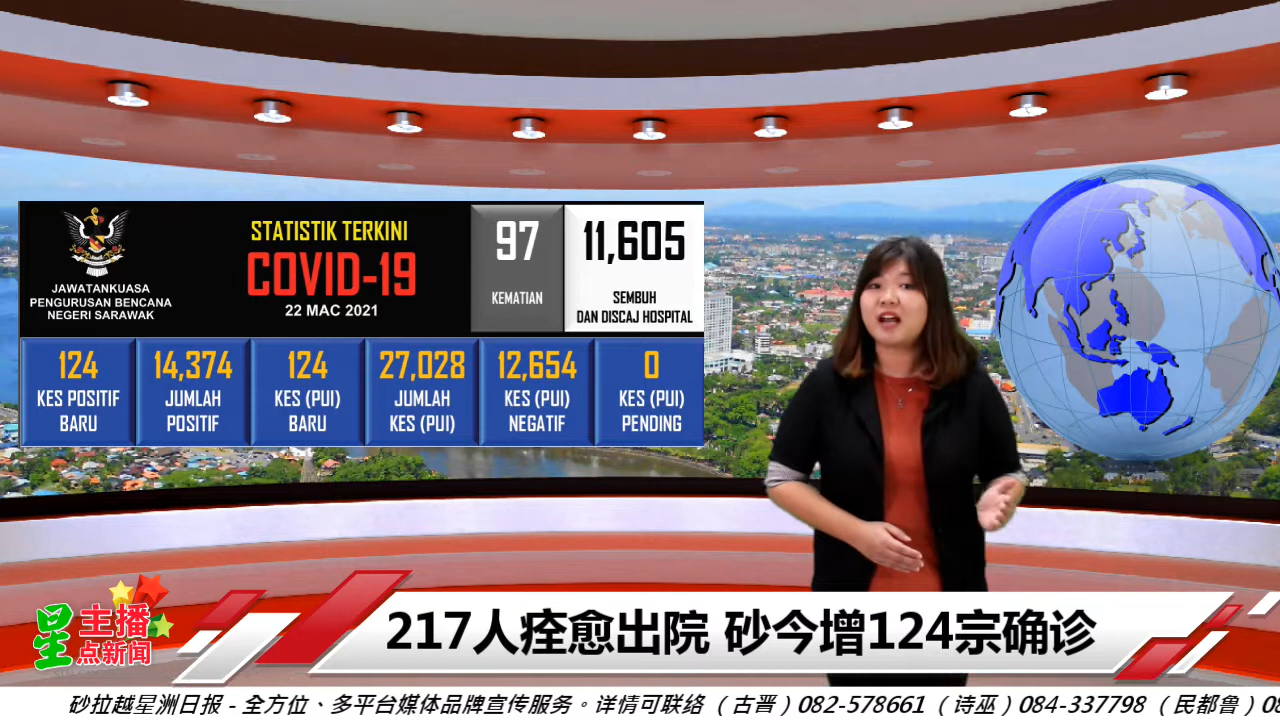 JAWATANKUASA
PENGURUSAN BENCANA
NEGERI SARAWAK
STATISTIK TERKINI
COVID-19
22 MAC 2021
97
KEMATIAN
11,605
SEMBUH
DAN DISCAJ HOSPITAL
124
KES POSITIF
BARU
14,374
JUMLAH
POSITIF
124
KES (PUI)
BARU
27,028
JUMLAH
KES (PUI)
12,654
KES (PUI)
NEGATIF
0
KES (PUI)
PENDING
星
主播
点新闻
217人痊愈出院 砂今增124宗确诊
砂拉越星洲日报 - 全方位、多平台媒体品牌宣传服务。详情可联络（古晋）082-578661（诗巫）084-337798（民都鲁）08